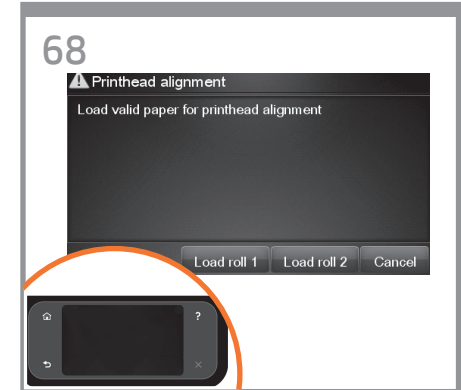 68
Printhead alignment
Load valid paper for printhead alignment
Load roll 1 Load roll 2 Cancel
?